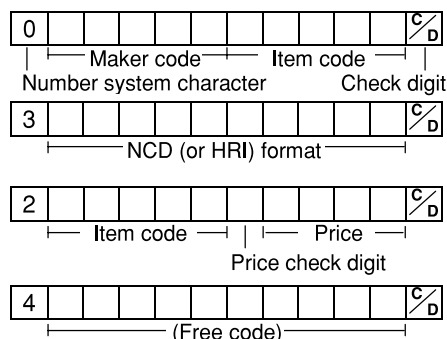 0 C/D
Maker code Item code
Number system character Check digit
3 C/D
NCD (or HRI) format
2 C/D
Item code Price
Price check digit
4 C/D
(Free code)